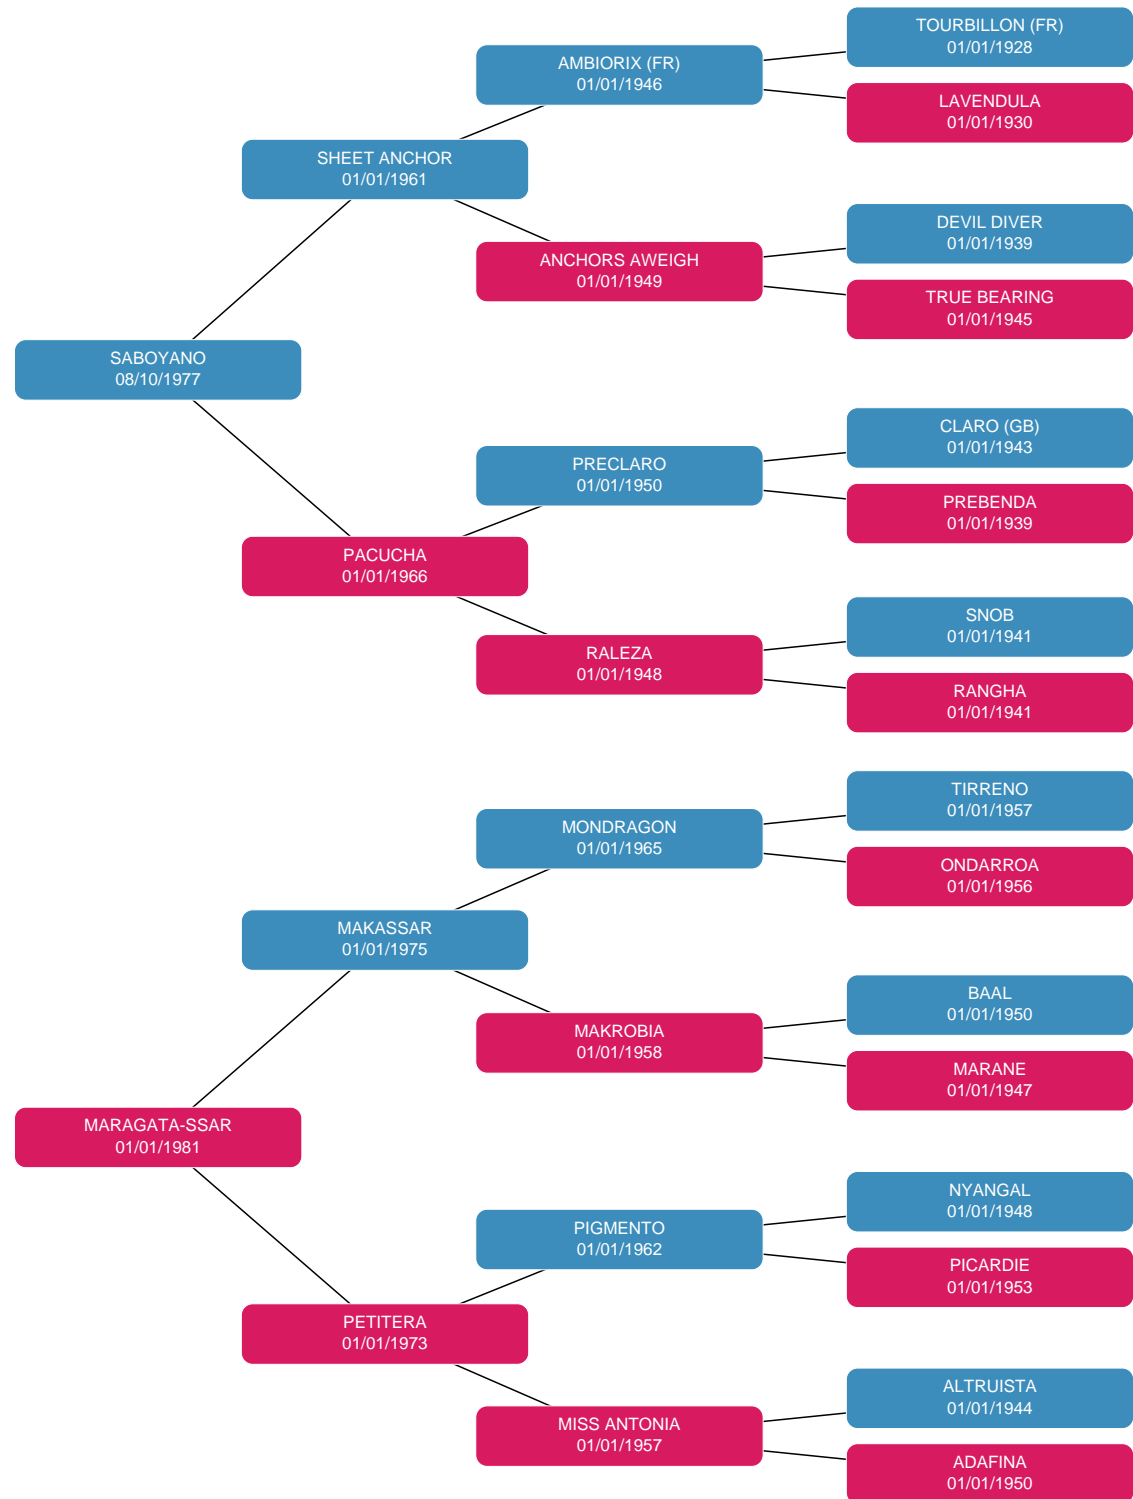 TOURBILLON (FR)
01/01/1928
AMBIORIX (FR)
01/01/1946
LAVENDULA
01/01/1930
SHEET ANCHOR
01/01/1961
DEVIL DIVER
01/01/1939
ANCHORS AWEIGH
01/01/1949
TRUE BEARING
01/01/1945
SABOYANO
08/10/1977
CLARO (GB)
01/01/1943
PRECLARO
01/01/1950
PREBENDA
01/01/1939
PACUCHA
01/01/1966
SNOB
01/01/1941
RALEZA
01/01/1948
RANGHA
01/01/1941
TIRRENO
01/01/1957
MONDRAGON
01/01/1965
ONDARROA
01/01/1956
MAKASSAR
01/01/1975
BAAL
01/01/1950
MAKROBIA
01/01/1958
MARANE
01/01/1947
MARAGATA-SSAR
01/01/1981
NYANGAL
01/01/1948
PIGMENTO
01/01/1962
PICARDIE
01/01/1953
PETITERA
01/01/1973
ALTRUISTA
01/01/1944
MISS ANTONIA
01/01/1957
ADAFINA
01/01/1950